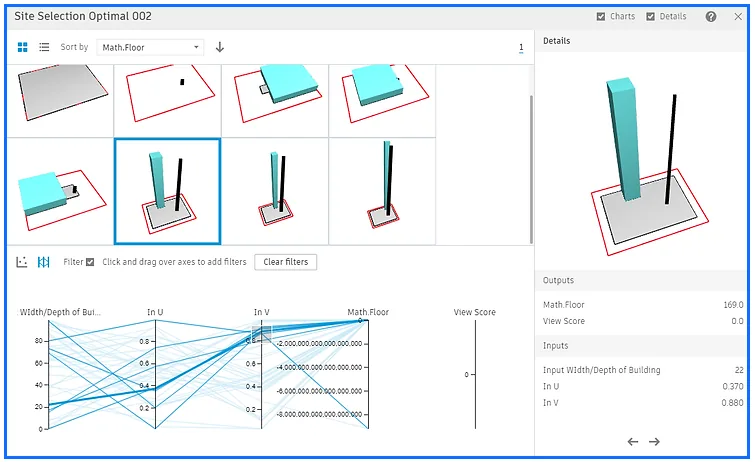 Site Selection Optimal 002
Charts Details
Sort by Math.Floor 1
Details
Filter Click and drag over axes to add filters Clear filters
WIdth/Depth of Bui... In U In V Math.Floor View Score
80
60
40
20
0
0.8
0.6
0.4
0.2
0.8
0.6
0.2
0
-2,000,000,000,000,000,000
-4,000,000,000,000,000,000
-6,000,000,000,000,000,000
-8,000,000,000,000,000,000
0
Outputs
Math.Floor 169.0
View Score 0.0
Inputs
Input WIdth/Depth of Building 22
In U 0.370
In V 0.880